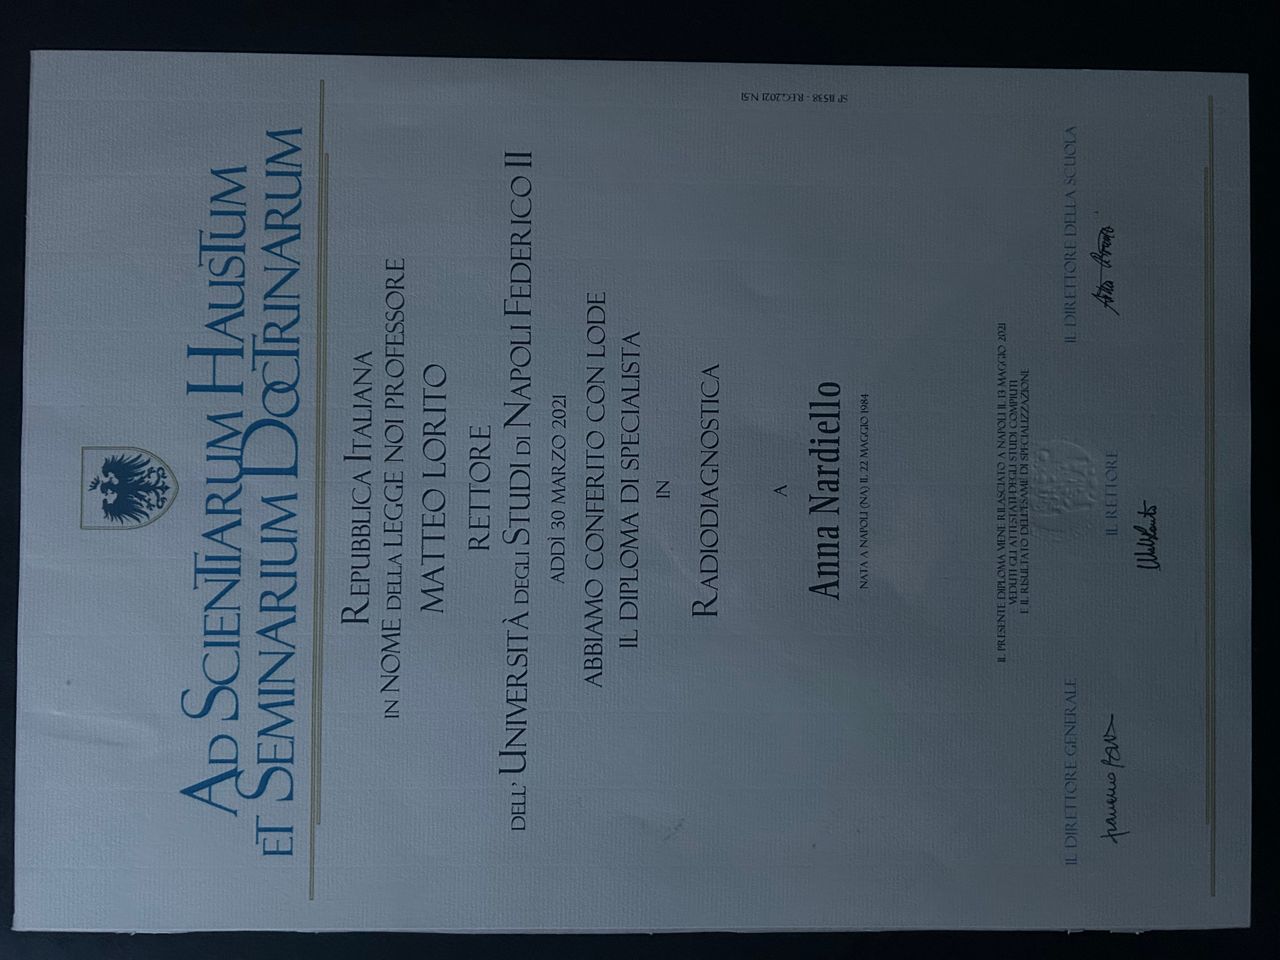 AD SCIENTIARUM HAUSTUM
ET SEMINARIUM DOCTRINARUM
REPUBBLICA ITALIANA
IN NOME DELLA LEGGE NOI PROFESSORE
MATTEO LORITO
RETTORE
DELL' UNIVERSITÀ DEGLI STUDI DI NAPOLI FEDERICO II
ADDÌ 30 MARZO 2021
ABBIAMO CONFERITO CON LODE
IL DIPLOMA DI SPECIALISTA
IN
RADIODIAGNOSTICA
A
Anna Nardiello
NATA A NAPOLI (NA) IL 22 MAGGIO 1984
SP 11538 - REG.2021 N.51
IL PRESENTE DIPLOMA VIENE RILASCIATO A NAPOLI IL 13 MAGGIO 2021
VEDUTI GLI ATTESTATI DEGLI STUDI COMPIUTI
E IL RISULTATO DELL'ESAME DI SPECIALIZZAZIONE
IL DIRETTORE GENERALE
IL RETTORE
IL DIRETTORE DELLA SCUOLA